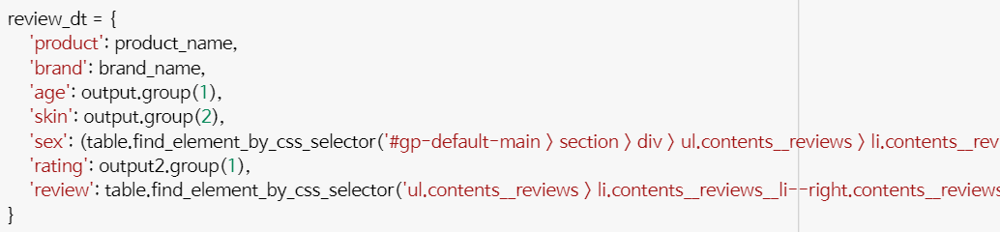 review_dt = {
'product': product_name,
'brand': brand_name,
'age': output.group(1),
'skin': output.group(2),
'sex': (table.find_element_by_css_selector('#gp-default-main > section > div > ul.contents__reviews > li.contents__rev
'rating': output2.group(1),
'review': table.find_element_by_css_selector('ul.contents__reviews > li.contents__reviews__li--right.contents__reviews
}